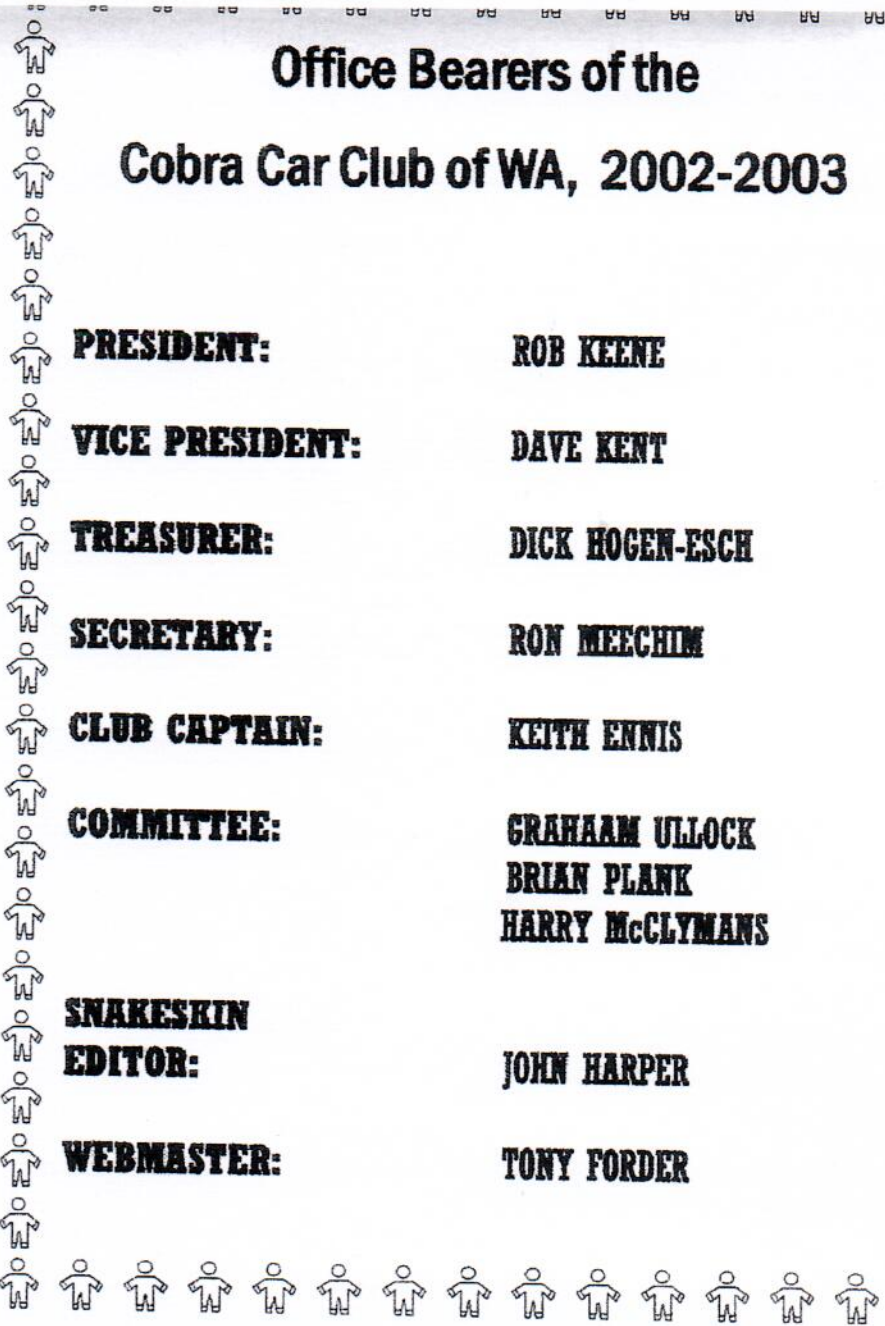 Office Bearers of the
Cobra Car Club of WA, 2002-2003
PRESIDENT: ROB KEENE
VICE PRESIDENT: DAVE KENT
TREASURER: DICK HOGEN-ESCH
SECRETARY: RON MEECHIM
CLUB CAPTAIN: KEITH ENNIS
COMMITTEE: GRAHAAM ULLOCK
BRIAN PLANK
HARRY McCLYMANS
SNAKESKIN
EDITOR: JOHN HARPER
WEBMASTER: TONY FORDER